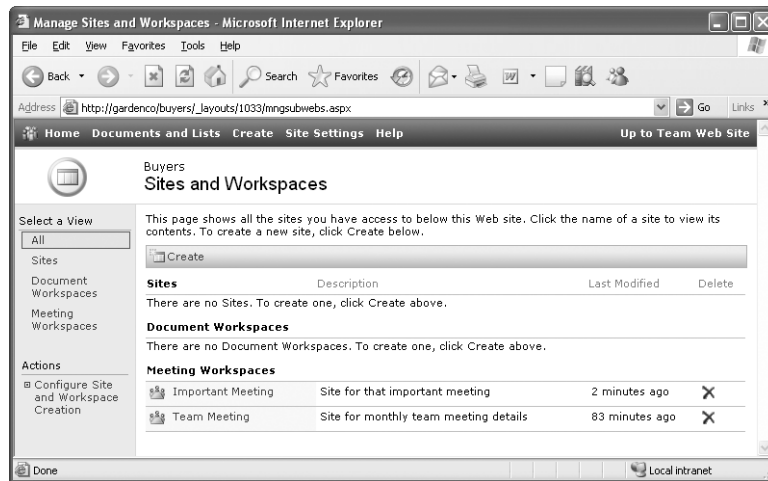 Manage Sites and Workspaces - Microsoft Internet Explorer
File Edit View Favorites Tools Help
Back Search Favorites
Address http://gardenco/buyers/_layouts/1033/mngsubwebs.aspx Go Links »
Home Documents and Lists Create Site Settings Help Up to Team Web Site
Buyers
Sites and Workspaces
Select a View
All
Sites
Document
Workspaces
Meeting
Workspaces
Actions
Configure Site
and Workspace
Creation
This page shows all the sites you have access to below this Web site. Click the name of a site to view its
contents. To create a new site, click Create below.
Create
Sites Description Last Modified Delete
There are no Sites. To create one, click Create above.
Document Workspaces
There are no Document Workspaces. To create one, click Create above.
Meeting Workspaces
Important Meeting Site for that important meeting 2 minutes ago
Team Meeting Site for monthly team meeting details 83 minutes ago
Done Local intranet